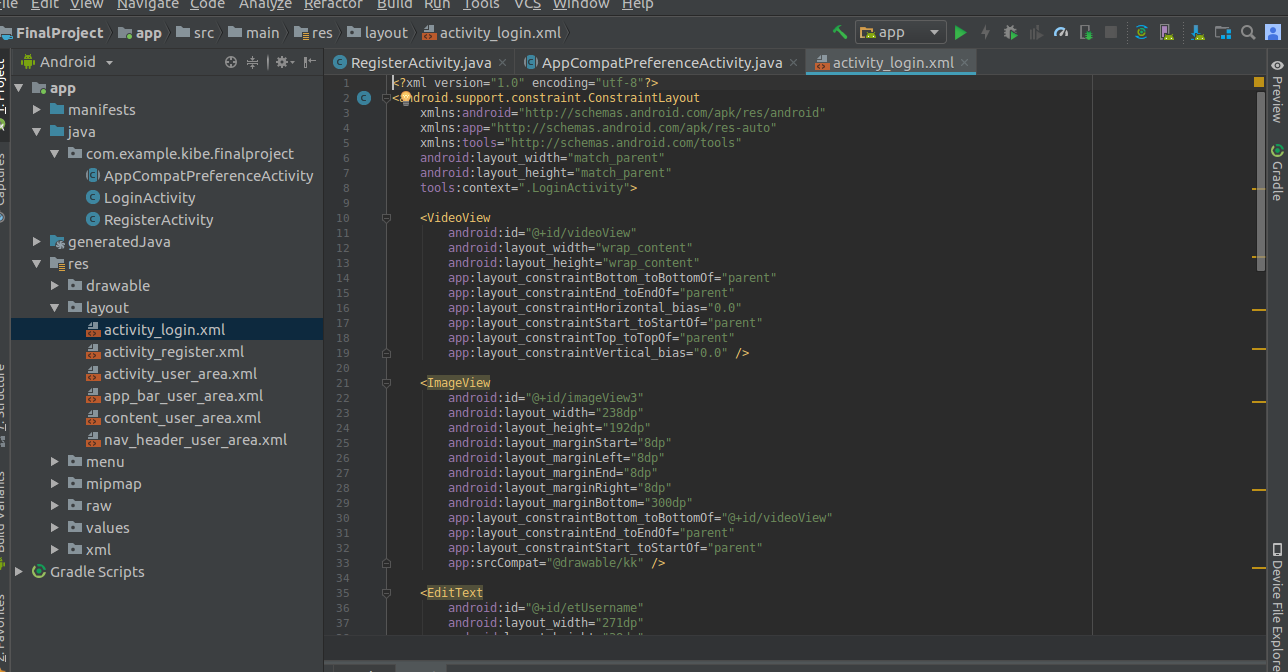 File Edit View Navigate Code Analyze Refactor Build Run Tools VCS Window Help
FinalProject app src main res layout activity_login.xml app
Android
RegisterActivity.java AppCompatPreferenceActivity.java activity_login.xml
app
manifests
java
com.example.kibe.finalproject
AppCompatPreferenceActivity
LoginActivity
RegisterActivity
generatedJava
res
drawable
layout
activity_login.xml
activity_register.xml
activity_user_area.xml
app_bar_user_area.xml
content_user_area.xml
nav_header_user_area.xml
menu
mipmap
raw
values
xml
Gradle Scripts
1 <?xml version="1.0" encoding="utf-8"?>
2 <android.support.constraint.ConstraintLayout
3 xmlns:android="http://schemas.android.com/apk/res/android"
4 xmlns:app="http://schemas.android.com/apk/res-auto"
5 xmlns:tools="http://schemas.android.com/tools"
6 android:layout_width="match_parent"
7 android:layout_height="match_parent"
8 tools:context=".LoginActivity">
9
10 <VideoView
11 android:id="@+id/videoView"
12 android:layout_width="wrap_content"
13 android:layout_height="wrap_content"
14 app:layout_constraintBottom_toBottomOf="parent"
15 app:layout_constraintEnd_toEndOf="parent"
16 app:layout_constraintHorizontal_bias="0.0"
17 app:layout_constraintStart_toStartOf="parent"
18 app:layout_constraintTop_toTopOf="parent"
19 app:layout_constraintVertical_bias="0.0" />
20
21 <ImageView
22 android:id="@+id/imageView3"
23 android:layout_width="238dp"
24 android:layout_height="192dp"
25 android:layout_marginStart="8dp"
26 android:layout_marginLeft="8dp"
27 android:layout_marginEnd="8dp"
28 android:layout_marginRight="8dp"
29 android:layout_marginBottom="300dp"
30 app:layout_constraintBottom_toBottomOf="@+id/videoView"
31 app:layout_constraintEnd_toEndOf="parent"
32 app:layout_constraintStart_toStartOf="parent"
33 app:srcCompat="@drawable/kk" />
34
35 <EditText
36 android:id="@+id/etUsername"
37 android:layout_width="271dp"
Preview
Gradle
Device File Explorer
Captures
Z: Structure
Build Variants
2: Favorites